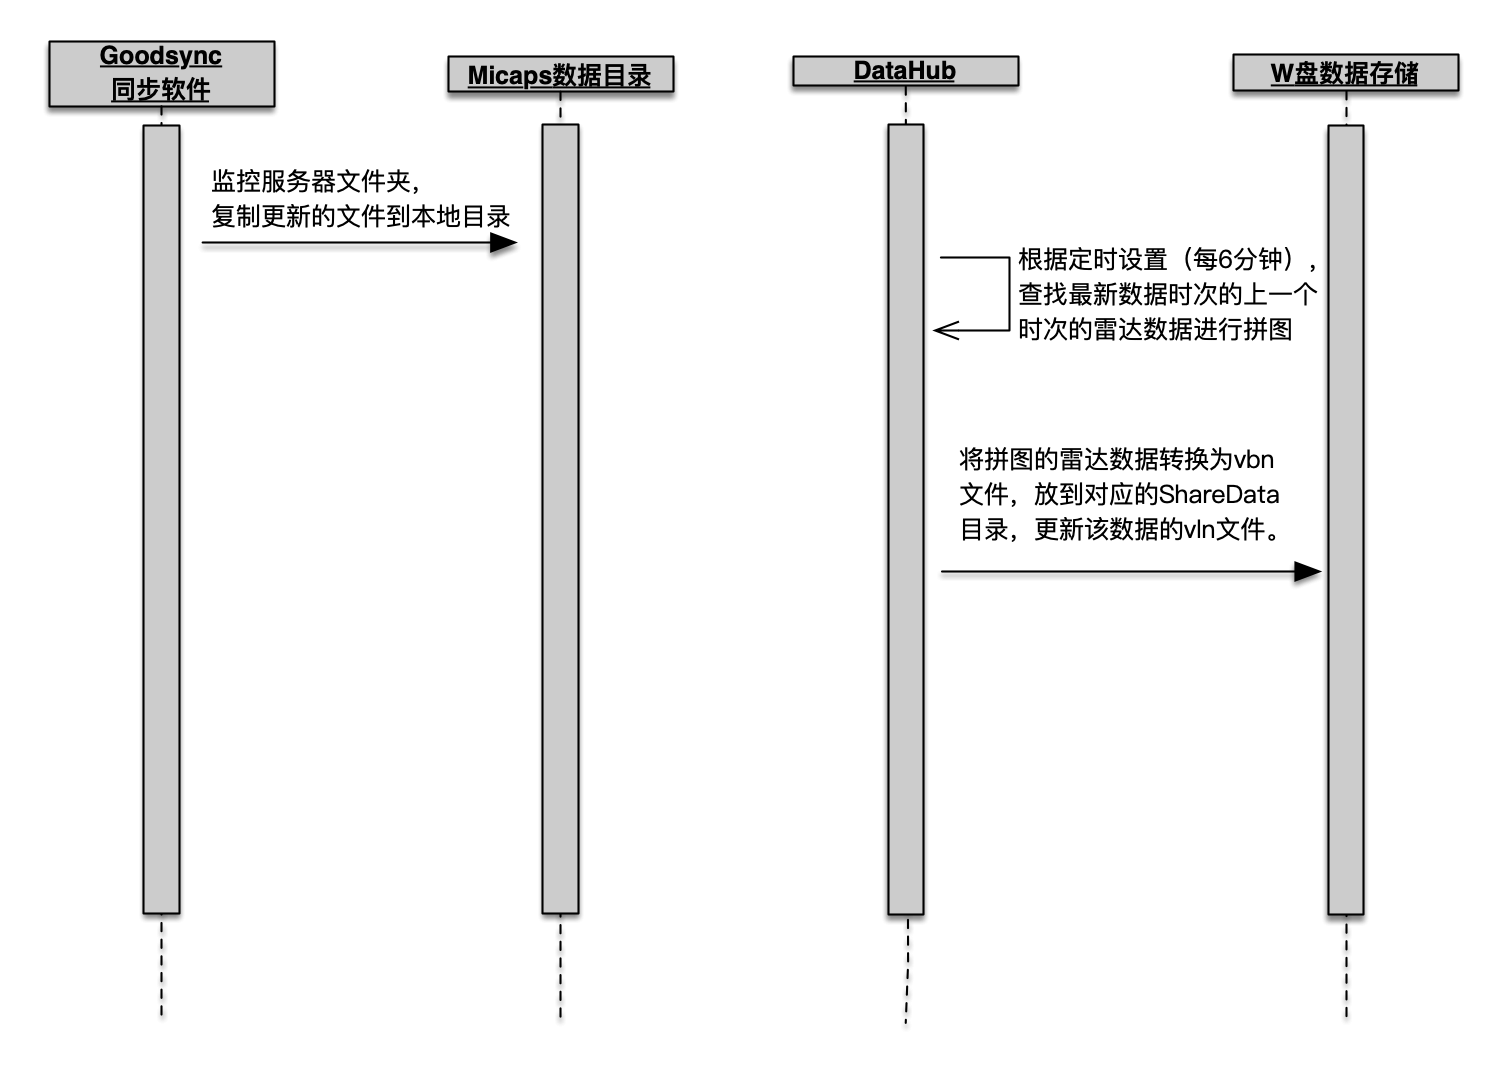 Goodsync
同步软件
Micaps数据目录
DataHub
W盘数据存储
监控服务器文件夹，
复制更新的文件到本地目录
根据定时设置（每6分钟），
查找最新数据时次的上一个
时次的雷达数据进行拼图
将拼图的雷达数据转换为vbn
文件，放到对应的ShareData
目录，更新该数据的vln文件。